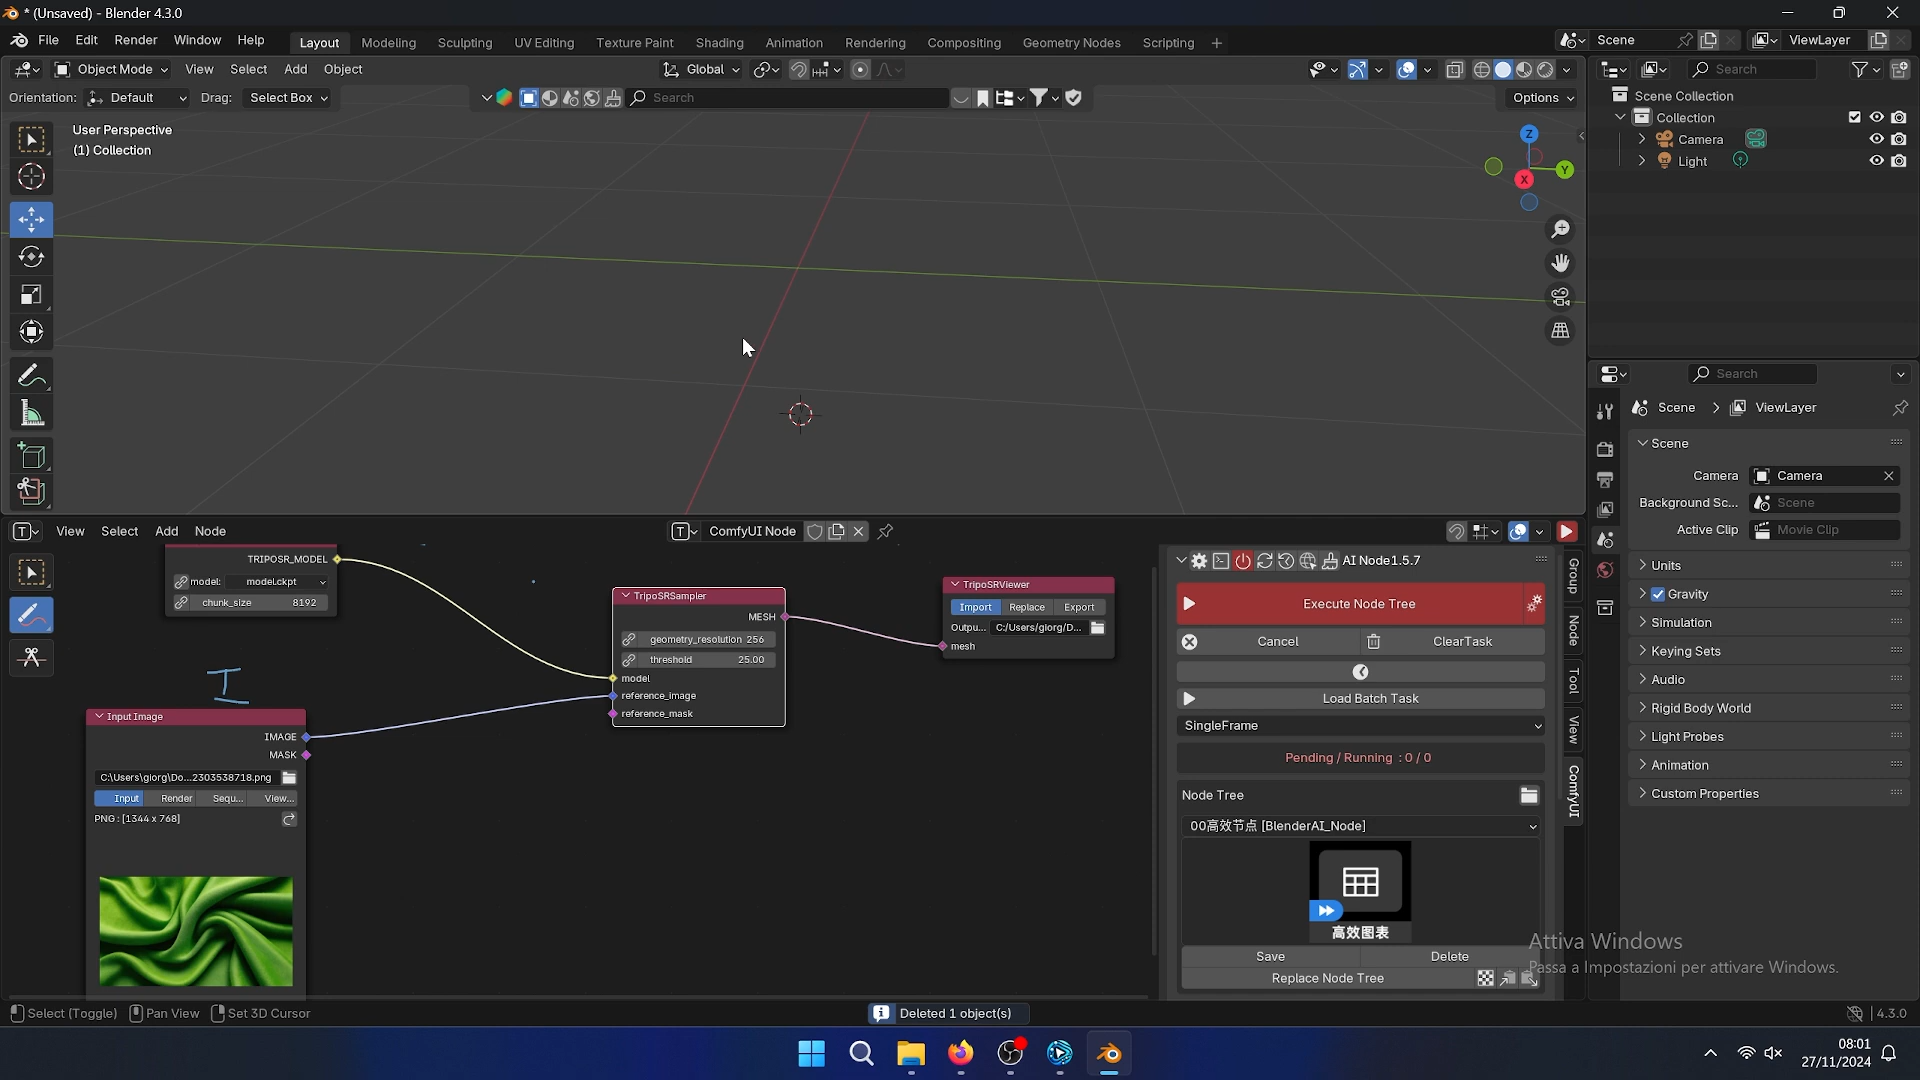 * (Unsaved) - Blender 4.3.0
File Edit Render Window Help
Layout Modeling Sculpting UV Editing Texture Paint Shading Animation Rendering Compositing Geometry Nodes Scripting +
Scene
ViewLayer
Object Mode View Select Add Object
Global
Search
Orientation: Default Drag: Select Box
Search
Options
User Perspective
(1) Collection
Z
Y
X
Scene Collection
Collection
Camera
Light
Search
Scene > ViewLayer
Scene
Camera Camera
Background Sc... Scene
Active Clip Movie Clip
Units
Gravity
Simulation
Keying Sets
Audio
Rigid Body World
Light Probes
Animation
Custom Properties
View Select Add Node
ComfyUI Node
TRIPOSR_MODEL
model: model.ckpt
chunk_size 8192
I
Input Image
IMAGE
MASK
C:\Users\giorg\Do...2303538718.png
Input Render Sequ... View...
PNG : [1344 x 768]
TripoSRSampler
MESH
geometry_resolution 256
threshold 25.00
model
reference_image
reference_mask
TripoSRViewer
Import Replace Export
Outpu... C:/Users/giorg/D...
mesh
AI Node1.5.7
Execute Node Tree
Cancel ClearTask
Load Batch Task
SingleFrame
Pending / Running : 0 / 0
Node Tree
00高效节点 [BlenderAI_Node]
高效图表
Save Delete
Replace Node Tree
Group
Node
Tool
View
ComfyUI
Attiva Windows
Passa a Impostazioni per attivare Windows.
Select (Toggle) Pan View Set 3D Cursor
Deleted 1 object(s)
4.3.0
08:01
27/11/2024